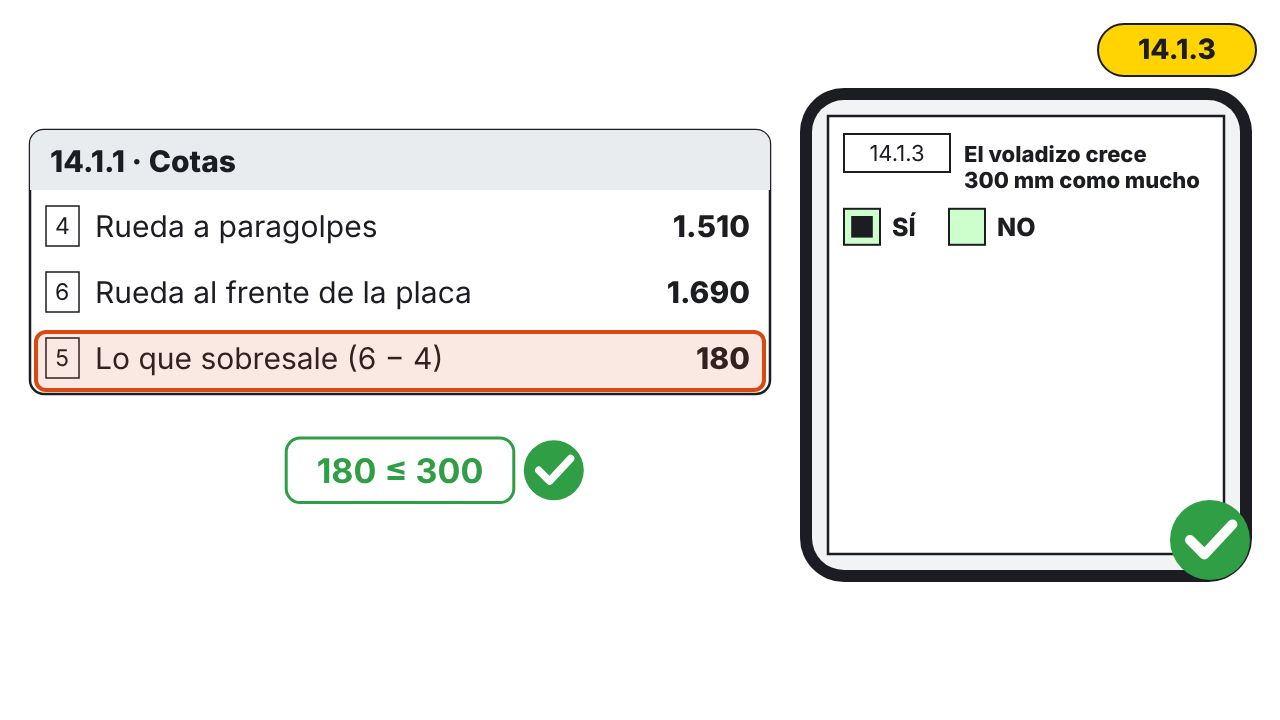 14.1.3
14.1.1 · Cotas
4 Rueda a paragolpes 1.510
6 Rueda al frente de la placa 1.690
5 Lo que sobresale (6 − 4) 180
180 ≤ 300
14.1.3 El voladizo crece
300 mm como mucho
SÍ NO